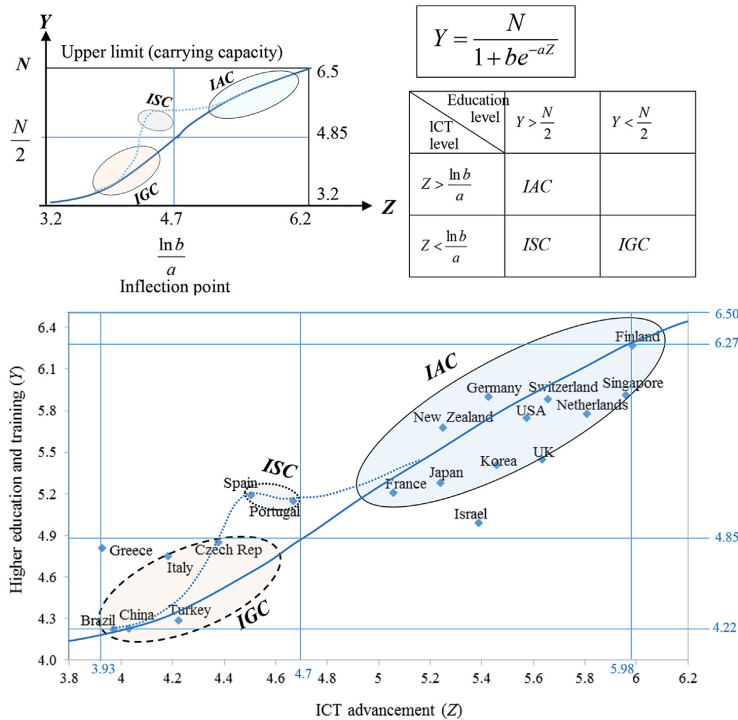 Y
Upper limit (carrying capacity)
N
IAC
6.5
ISC
N/2
4.85
IGC
3.2
3.2
4.7
6.2
Z
ln b/a
Inflection point
Y = N/(1+be^{-aZ})
Education level
ICT level
Y > N/2
Y < N/2
Z > ln b/a
IAC
Z < ln b/a
ISC
IGC
6.50
6.4
Finland
6.27
IAC
6.1
Germany
Switzerland
Singapore
5.8
New Zealand
USA
Netherlands
5.5
ISC
Korea
UK
Spain
France
Japan
5.2
Portugal
Israel
4.9
4.85
Greece
Czech Rep
Italy
4.6
4.3
Brazil
China
Turkey
IGC
4.22
4.0
3.8
3.93
4
4.2
4.4
4.6
4.7
5
5.2
5.4
5.6
5.8
5.98
6
6.2
Higher education and training (Y)
ICT advancement (Z)